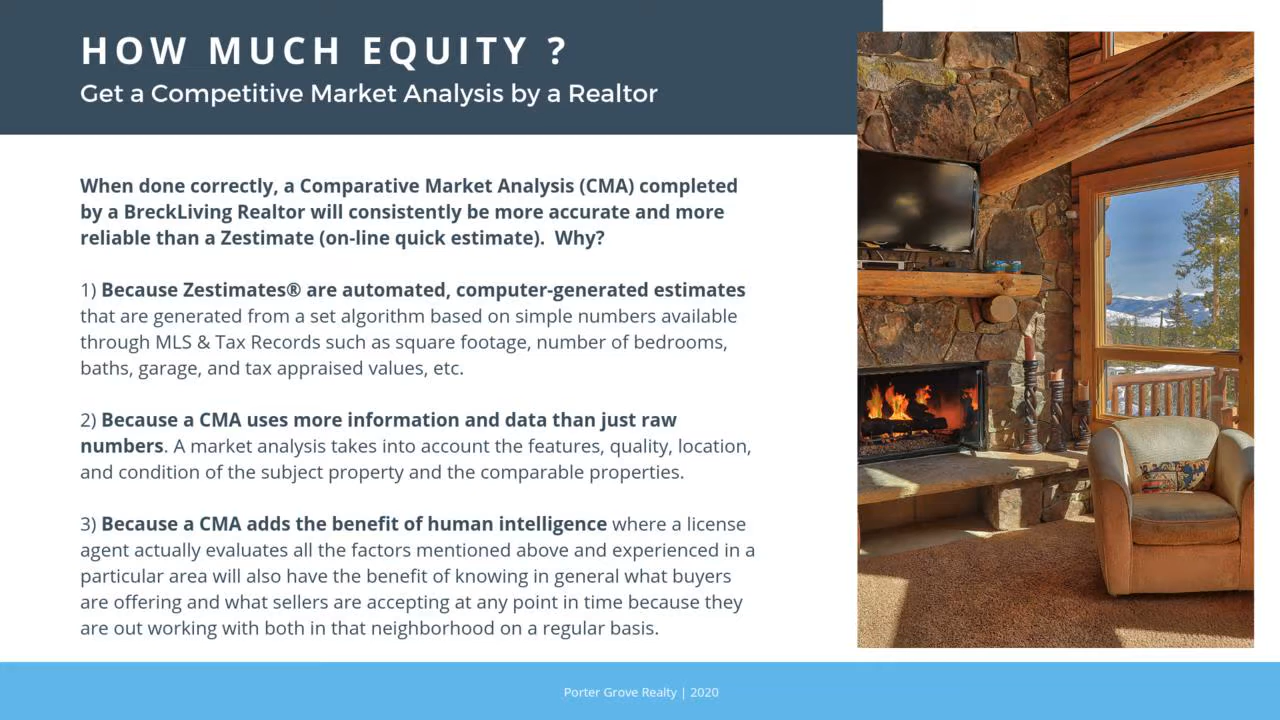 HOW MUCH EQUITY ?
Get a Competitive Market Analysis by a Realtor
When done correctly, a Comparative Market Analysis (CMA) completed
by a BreckLiving Realtor will consistently be more accurate and more
reliable than a Zestimate (on-line quick estimate).  Why?
1) Because Zestimates® are automated, computer-generated estimates
that are generated from a set algorithm based on simple numbers available
through MLS & Tax Records such as square footage, number of bedrooms,
baths, garage, and tax appraised values, etc.
2) Because a CMA uses more information and data than just raw
numbers. A market analysis takes into account the features, quality, location,
and condition of the subject property and the comparable properties.
3) Because a CMA adds the benefit of human intelligence where a license
agent actually evaluates all the factors mentioned above and experienced in a
particular area will also have the benefit of knowing in general what buyers
are offering and what sellers are accepting at any point in time because they
are out working with both in that neighborhood on a regular basis.
Porter Grove Realty | 2020